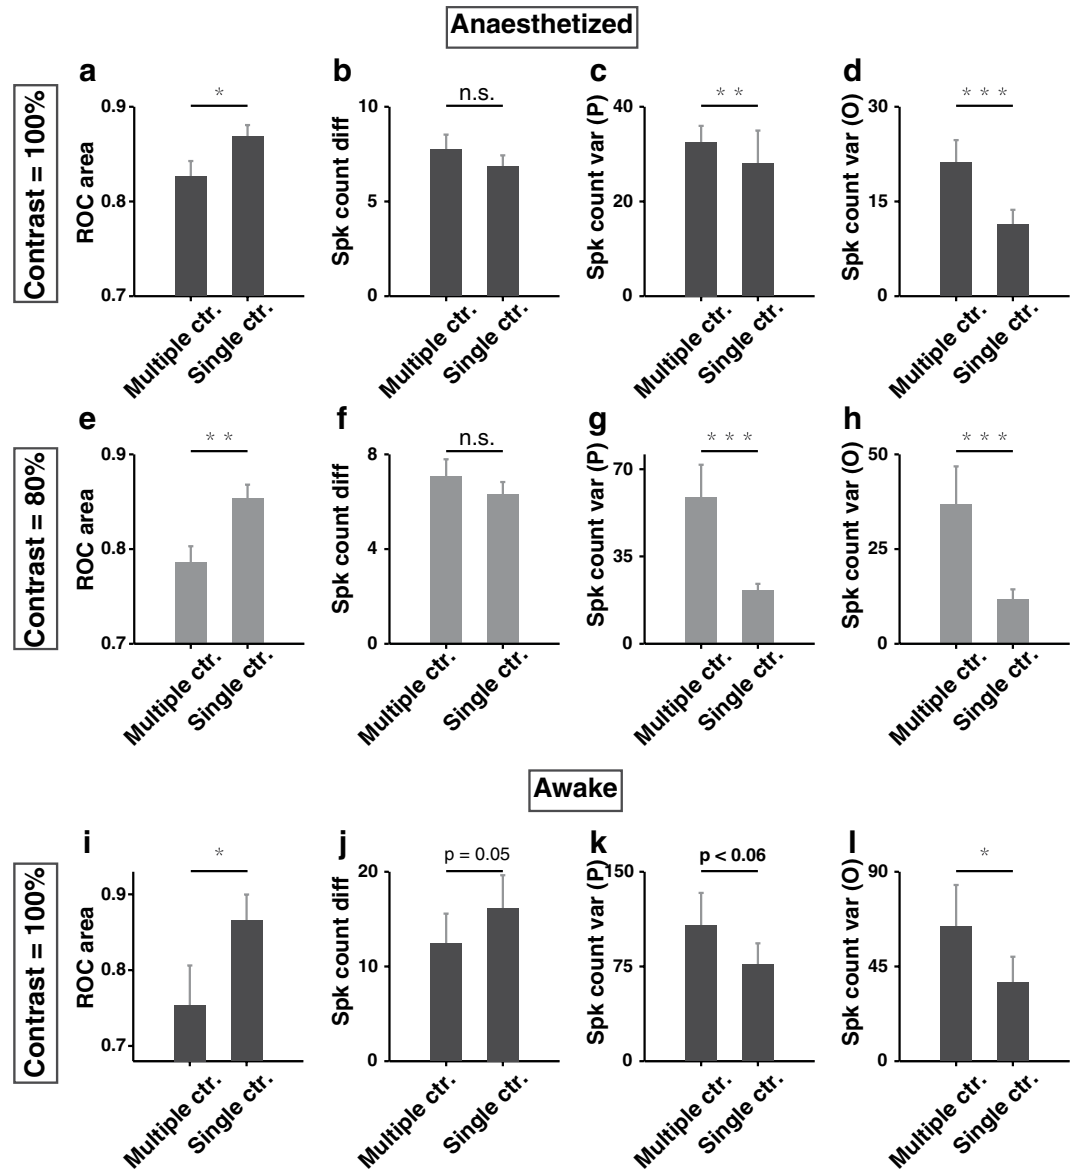 Anaesthetized
Contrast = 100%
a
ROC area
0.9
0.8
0.7
*
Multiple ctr.
Single ctr.
b
Spk count diff
10
5
0
n.s.
Multiple ctr.
Single ctr.
c
Spk count var (P)
40
20
0
* *
Multiple ctr.
Single ctr.
d
Spk count var (O)
30
15
0
* * *
Multiple ctr.
Single ctr.
Contrast = 80%
e
ROC area
0.9
0.8
0.7
* *
Multiple ctr.
Single ctr.
f
Spk count diff
8
4
0
n.s.
Multiple ctr.
Single ctr.
g
Spk count var (P)
70
35
0
* * *
Multiple ctr.
Single ctr.
h
Spk count var (O)
50
25
0
* * *
Multiple ctr.
Single ctr.
Awake
Contrast = 100%
i
ROC area
0.9
0.8
0.7
*
Multiple ctr.
Single ctr.
j
Spk count diff
20
10
0
p = 0.05
Multiple ctr.
Single ctr.
k
Spk count var (P)
150
75
0
p < 0.06
Multiple ctr.
Single ctr.
l
Spk count var (O)
90
45
0
*
Multiple ctr.
Single ctr.